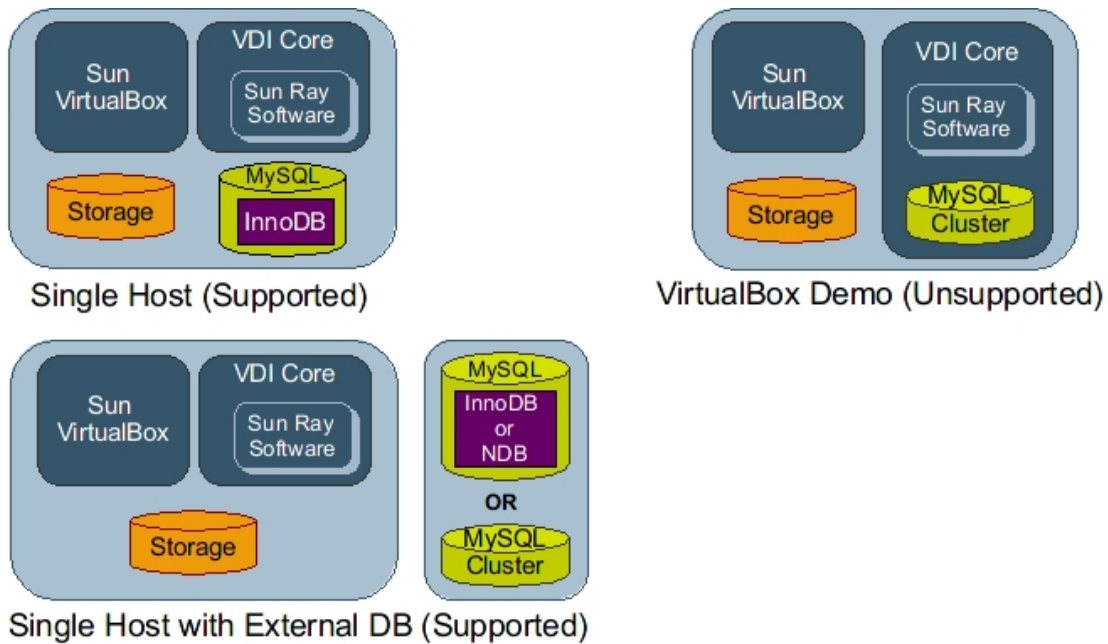 Sun
VirtualBox
VDI Core
Sun Ray
Software
Storage
MySQL
InnoDB
Single Host (Supported)
Sun
VirtualBox
VDI Core
Sun Ray
Software
Storage
MySQL
Cluster
VirtualBox Demo (Unsupported)
Sun
VirtualBox
VDI Core
Sun Ray
Software
Storage
MySQL
InnoDB
or
NDB
OR
MySQL
Cluster
Single Host with External DB (Supported)